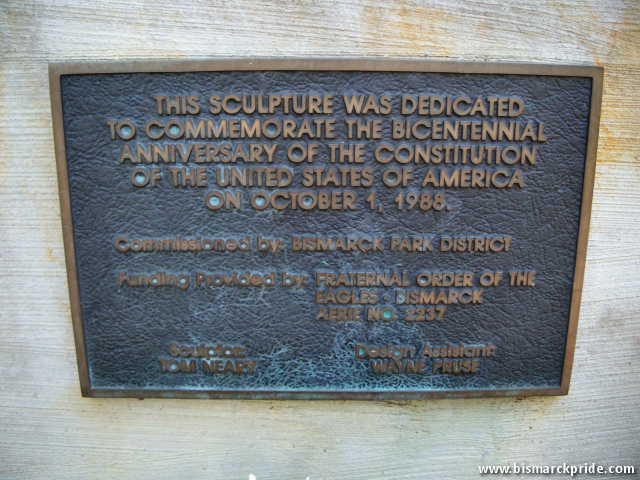 THIS SCULPTURE WAS DEDICATED
TO COMMEMORATE THE BICENTENNIAL
ANNIVERSARY OF THE CONSTITUTION
OF THE UNITED STATES OF AMERICA
ON OCTOBER 1, 1988.
Commissioned by: BISMARCK PARK DISTRICT
Funding Provided by: FRATERNAL ORDER OF THE
EAGLES - BISMARCK
AERIE NO. 2237
Sculptor:
TOM NEARY
Design Assistant:
WAYNE PRUSE
www.bismarckpride.com